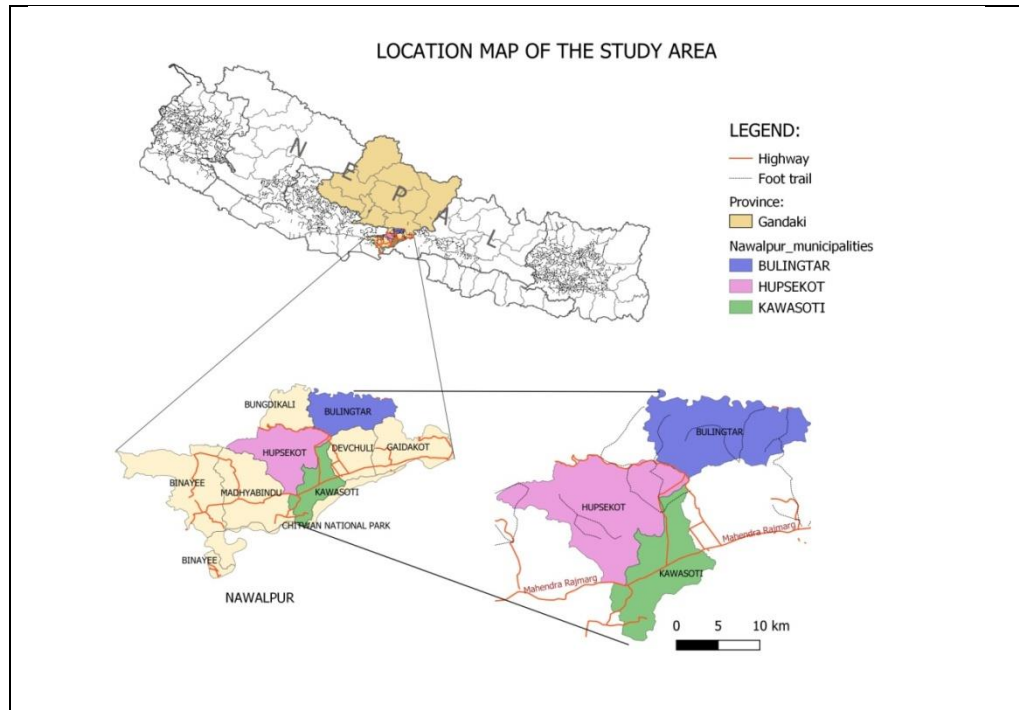 LOCATION MAP OF THE STUDY AREA
NEPAL
LEGEND:
Highway
Foot trail
Province:
Gandaki
Nawalpur_municipalities
BULINGTAR
HUPSEKOT
KAWASOTI
BUNGDIKALI
BULINGTAR
HUPSEKOT
DEVCHULI
GAIDAKOT
BINAYEE
MADHYABINDU
KAWASOTI
CHITWAN NATIONAL PARK
BINAYEE
NAWALPUR
BULINGTAR
HUPSEKOT
Mahendra Rajmarg
KAWASOTI
Mahendra Rajmarg
0 5 10 km